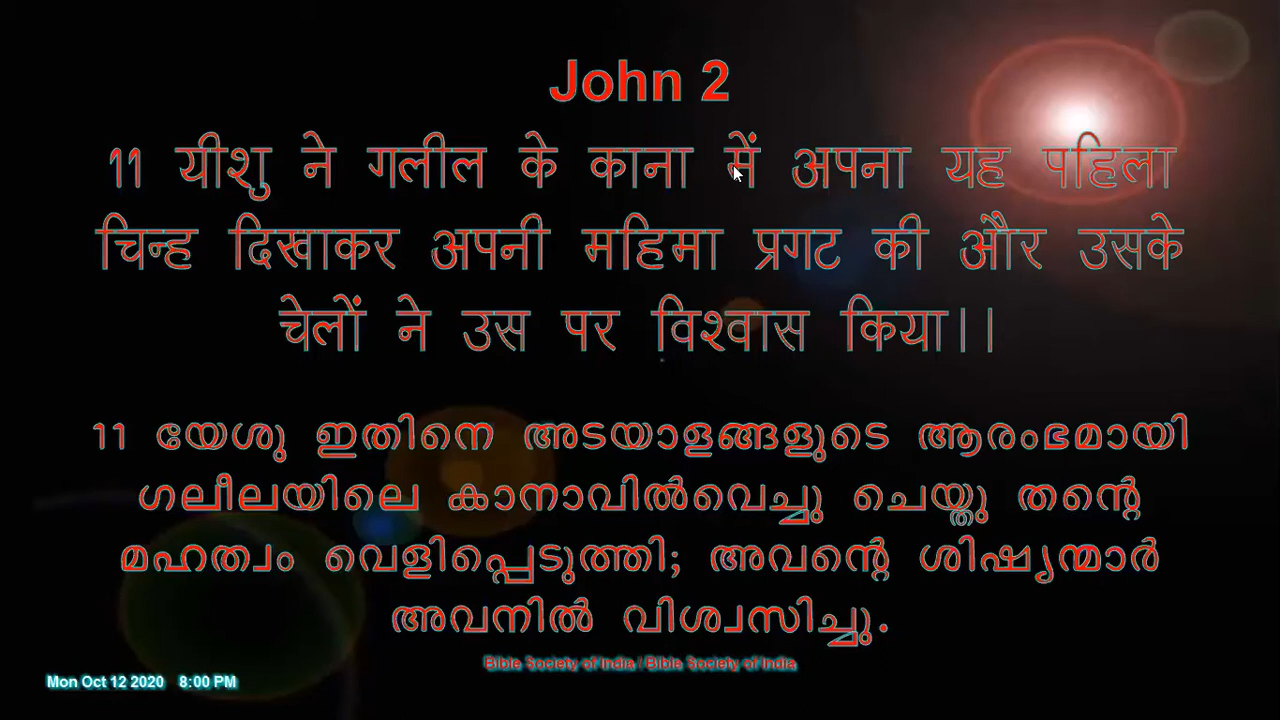 John 2
11 यीशु ने गलील के काना में अपना यह पहिला
चिन्ह दिखाकर अपनी महिमा प्रगट की और उसके
चेलों ने उस पर विश्वास किया।।
11 യേശു ഇതിനെ അടയാളങ്ങളുടെ ആരംഭമായി
ഗലീലയിലെ കാനാവിൽവെച്ചു ചെയ്തു തന്റെ
മഹത്വം വെളിപ്പെടുത്തി; അവന്റെ ശിഷ്യന്മാർ
അവനിൽ വിശ്വസിച്ചു.
Bible Society of India / Bible Society of India
Mon Oct 12 2020 8:00 PM